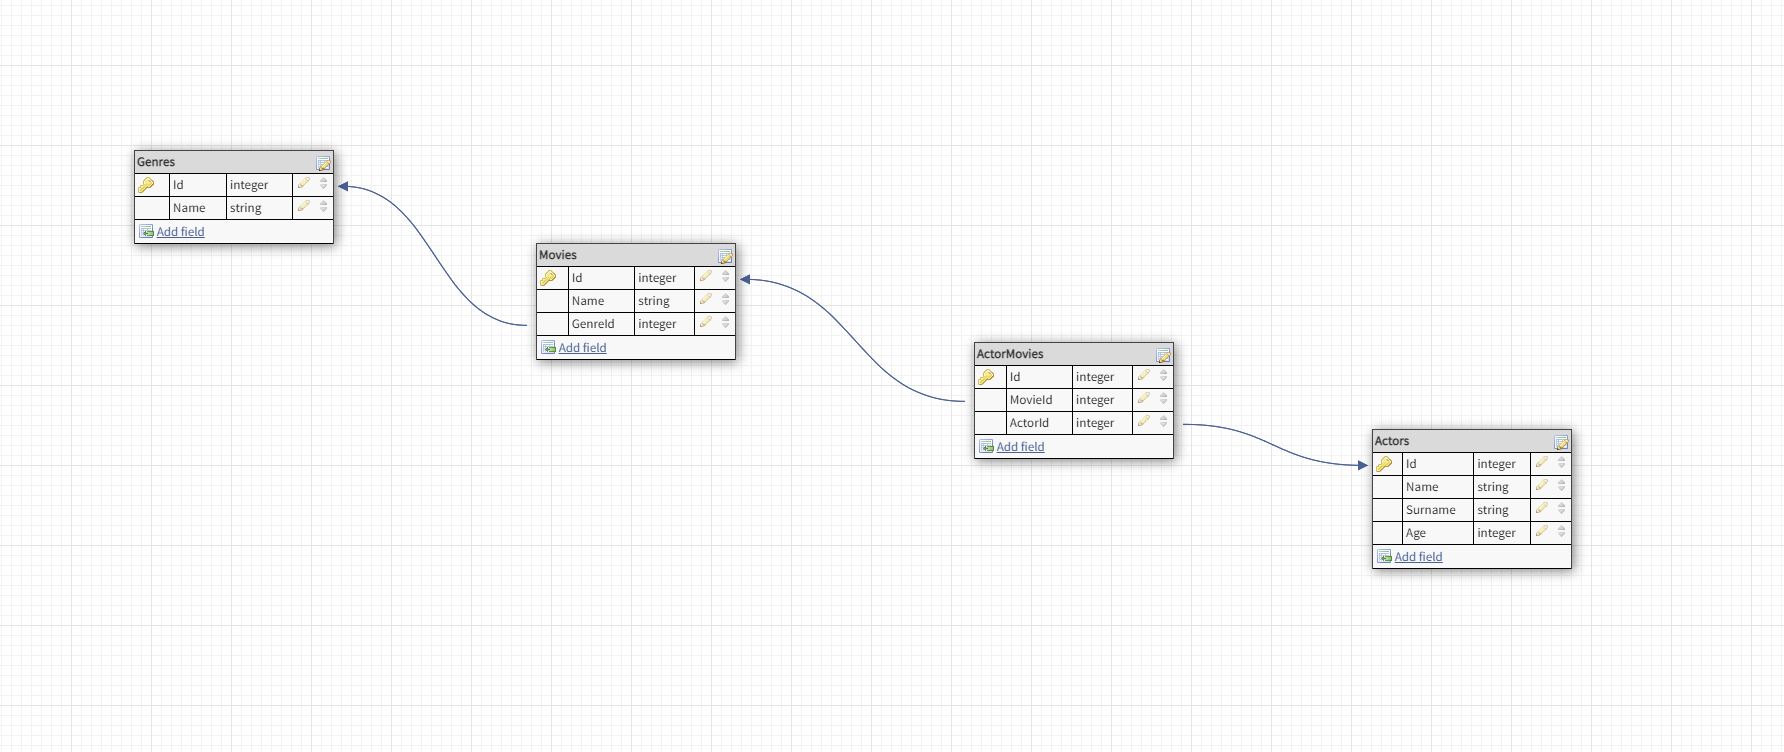 Genres
Id integer
Name string
Add field
Movies
Id integer
Name string
GenreId integer
Add field
ActorMovies
Id integer
MovieId integer
ActorId integer
Add field
Actors
Id integer
Name string
Surname string
Age integer
Add field